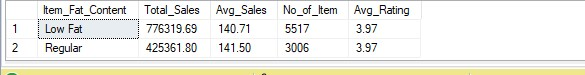 Item_Fat_Content Total_Sales Avg_Sales No_of_Item Avg_Rating
1 Low Fat 776319.69 140.71 5517 3.97
2 Regular 425361.80 141.50 3006 3.97